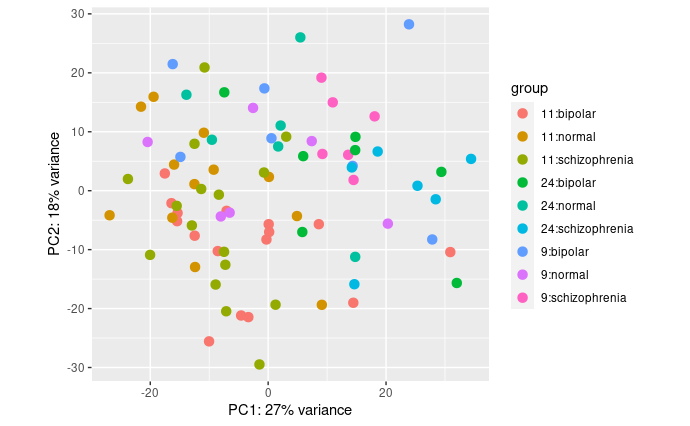 30
20
10
0
-10
-20
-30
PC2: 18% variance
-20
0
20
PC1: 27% variance
group
11:bipolar
11:normal
11:schizophrenia
24:bipolar
24:normal
24:schizophrenia
9:bipolar
9:normal
9:schizophrenia